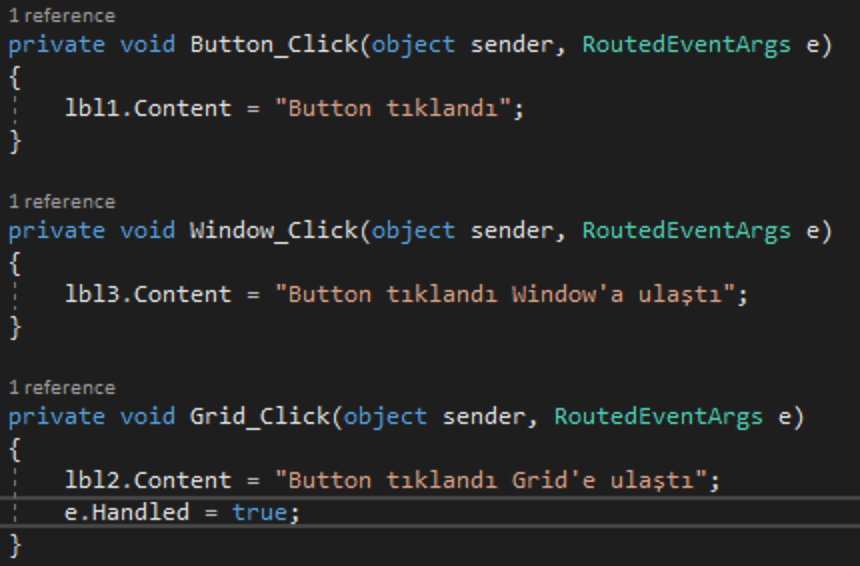 1 reference
private void Button_Click(object sender, RoutedEventArgs e)
{
lbl1.Content = "Button tıklandı";
}
1 reference
private void Window_Click(object sender, RoutedEventArgs e)
{
lbl3.Content = "Button tıklandı Window'a ulaştı";
}
1 reference
private void Grid_Click(object sender, RoutedEventArgs e)
{
lbl2.Content = "Button tıklandı Grid'e ulaştı";
e.Handled = true;
}